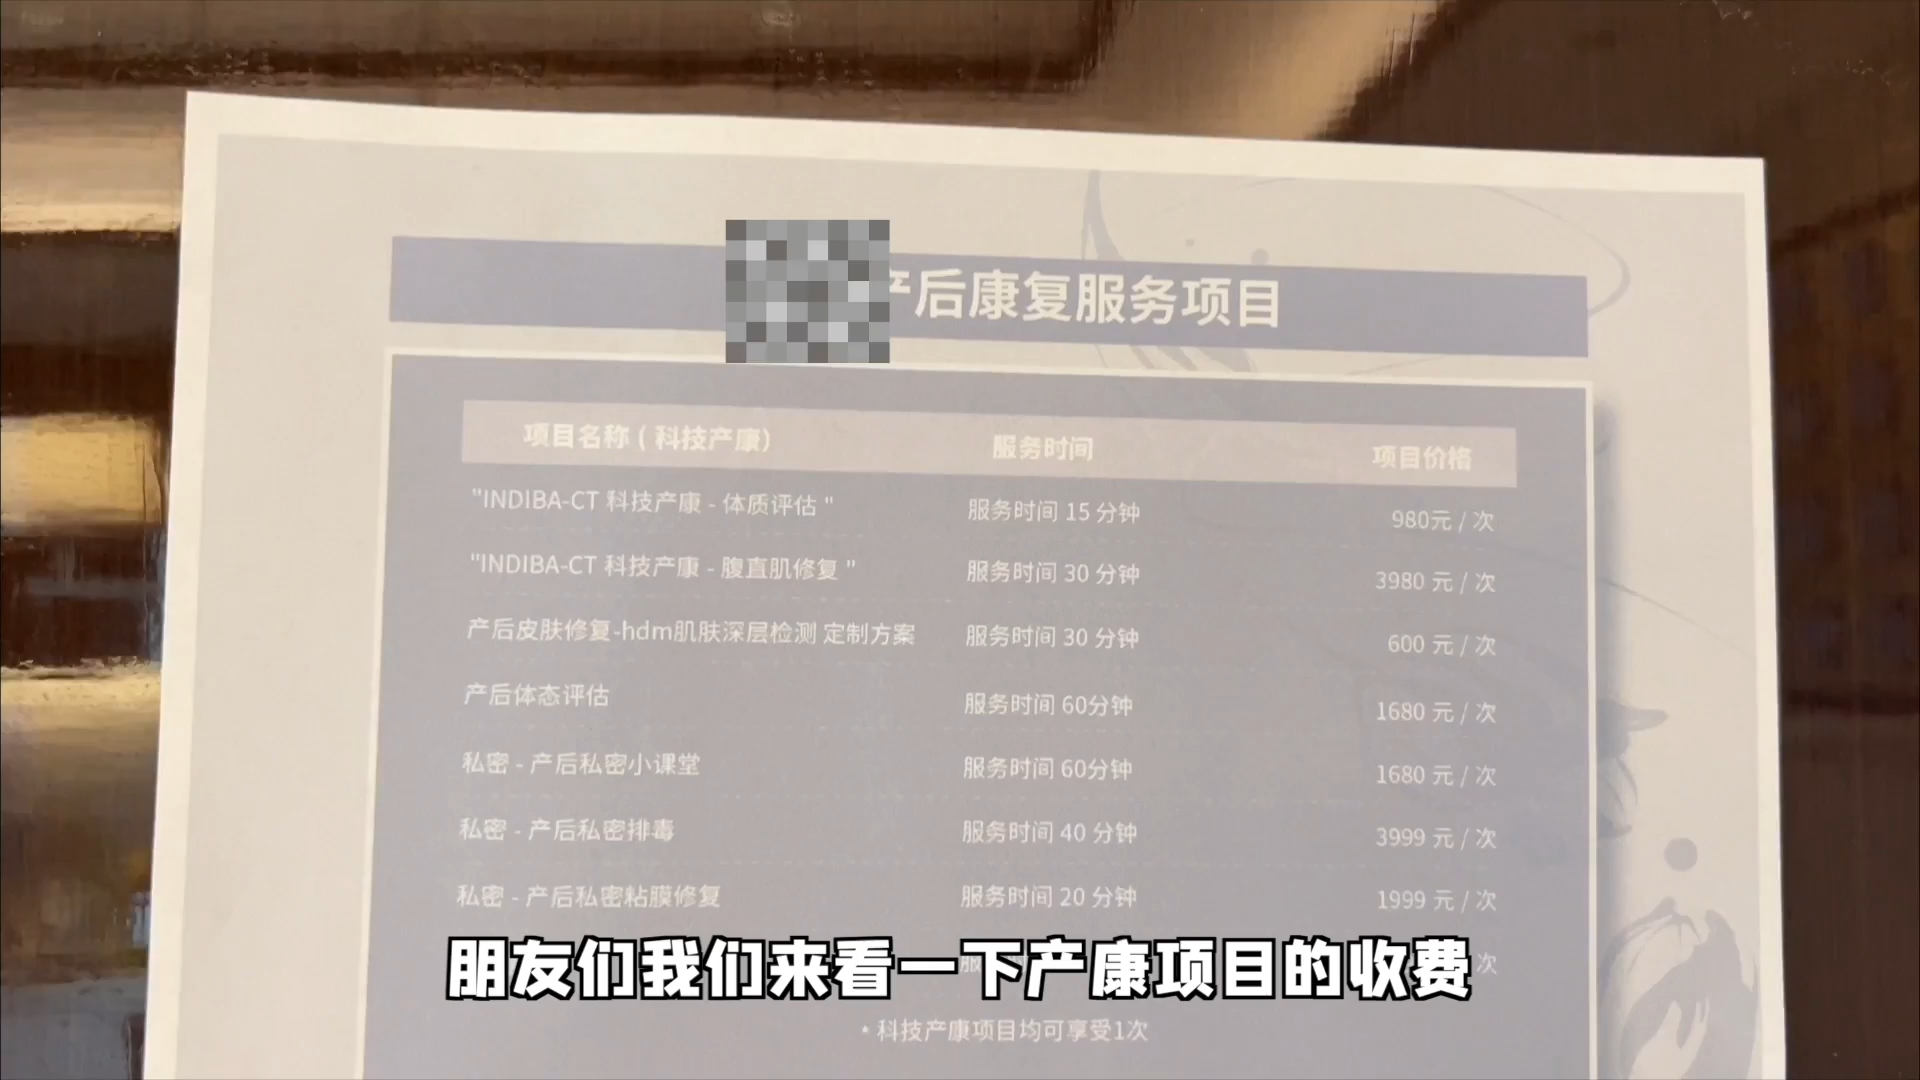 产后康复服务项目
项目名称 ( 科技产康) 服务时间 项目价格
"INDIBA-CT 科技产康 - 体质评估 " 服务时间 15 分钟 980元 / 次
"INDIBA-CT 科技产康 - 腹直肌修复 " 服务时间 30 分钟 3980 元 / 次
产后皮肤修复-hdm肌肤深层检测 定制方案 服务时间 30 分钟 600 元 / 次
产后体态评估 服务时间 60分钟 1680 元 / 次
私密 - 产后私密小课堂 服务时间 60分钟 1680 元 / 次
私密 - 产后私密排毒 服务时间 40 分钟 3999 元 / 次
私密 - 产后私密粘膜修复 服务时间 20 分钟 1999 元 / 次
次
朋友们我们来看一下产康项目的收费
* 科技产康项目均可享受1次